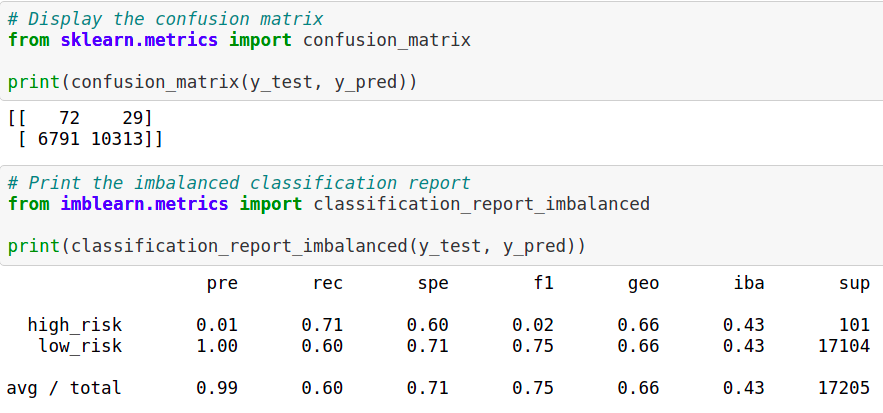 # Display the confusion matrix
from sklearn.metrics import confusion_matrix
print(confusion_matrix(y_test, y_pred))
[[   72    29]
 [ 6791 10313]]
# Print the imbalanced classification report
from imblearn.metrics import classification_report_imbalanced
print(classification_report_imbalanced(y_test, y_pred))
                   pre       rec       spe        f1       geo       iba       sup
  high_risk       0.01      0.71      0.60      0.02      0.66      0.43       101
   low_risk       1.00      0.60      0.71      0.75      0.66      0.43     17104
avg / total       0.99      0.60      0.71      0.75      0.66      0.43     17205